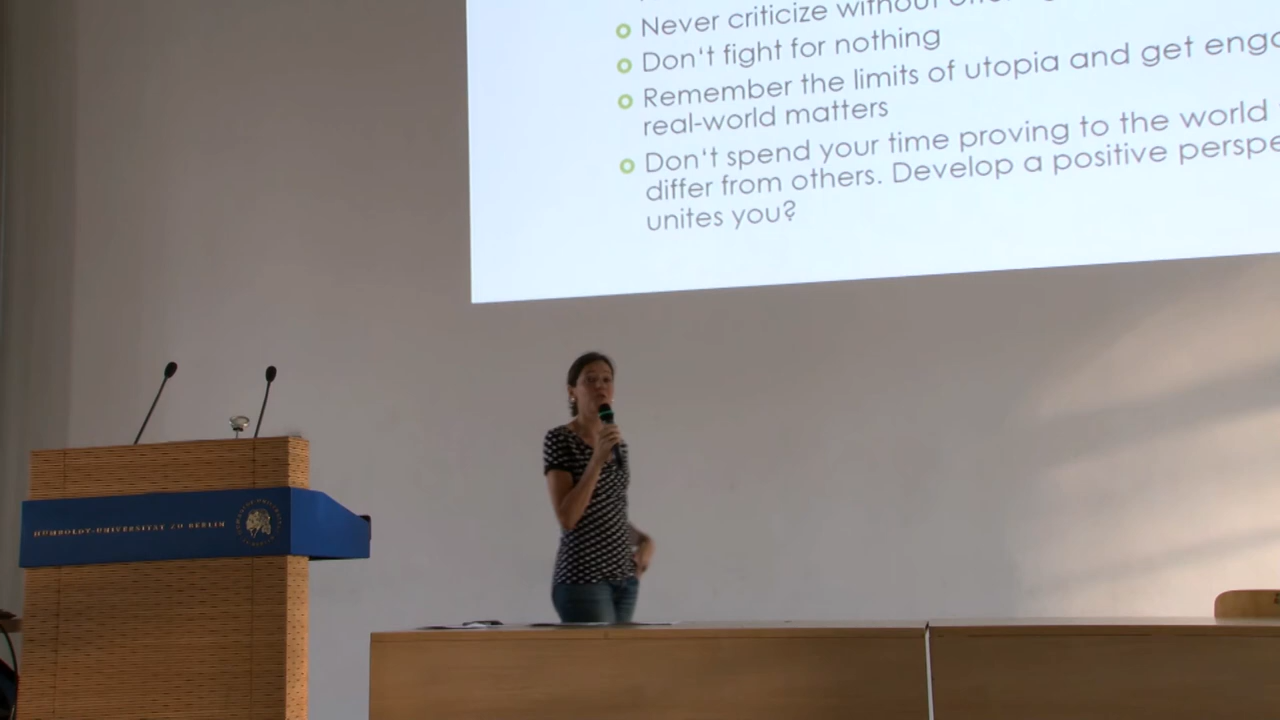 Never criticize without
Don't fight for nothing
Remember the limits of utopia and get
real-world matters
Don't spend your time proving to the world
differ from others. Develop a positive
unites you?
HUMBOLDT-UNIVERSITÄT ZU BERLIN